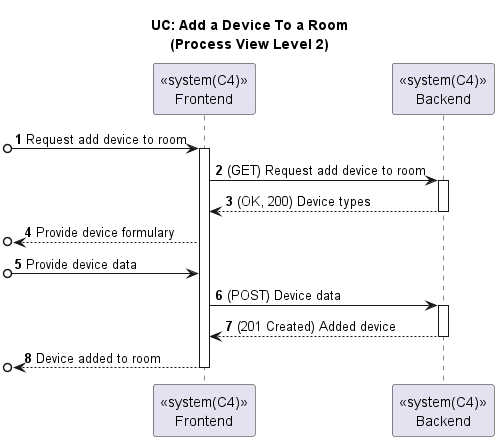 UC: Add a Device To a Room
(Process View Level 2)
«system(C4)»
Frontend
«system(C4)»
Backend
1 Request add device to room
2 (GET) Request add device to room
3 (OK, 200) Device types
4 Provide device formulary
5 Provide device data
6 (POST) Device data
7 (201 Created) Added device
8 Device added to room
«system(C4)»
Frontend
«system(C4)»
Backend